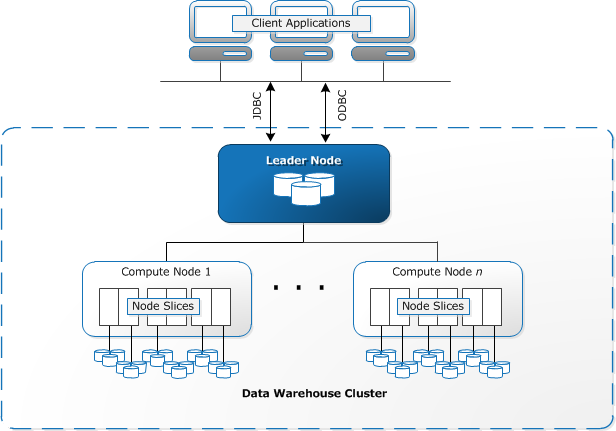 Client Applications
JDBC
ODBC
Leader Node
Compute Node 1
Compute Node n
. . .
Node Slices
Node Slices
Data Warehouse Cluster